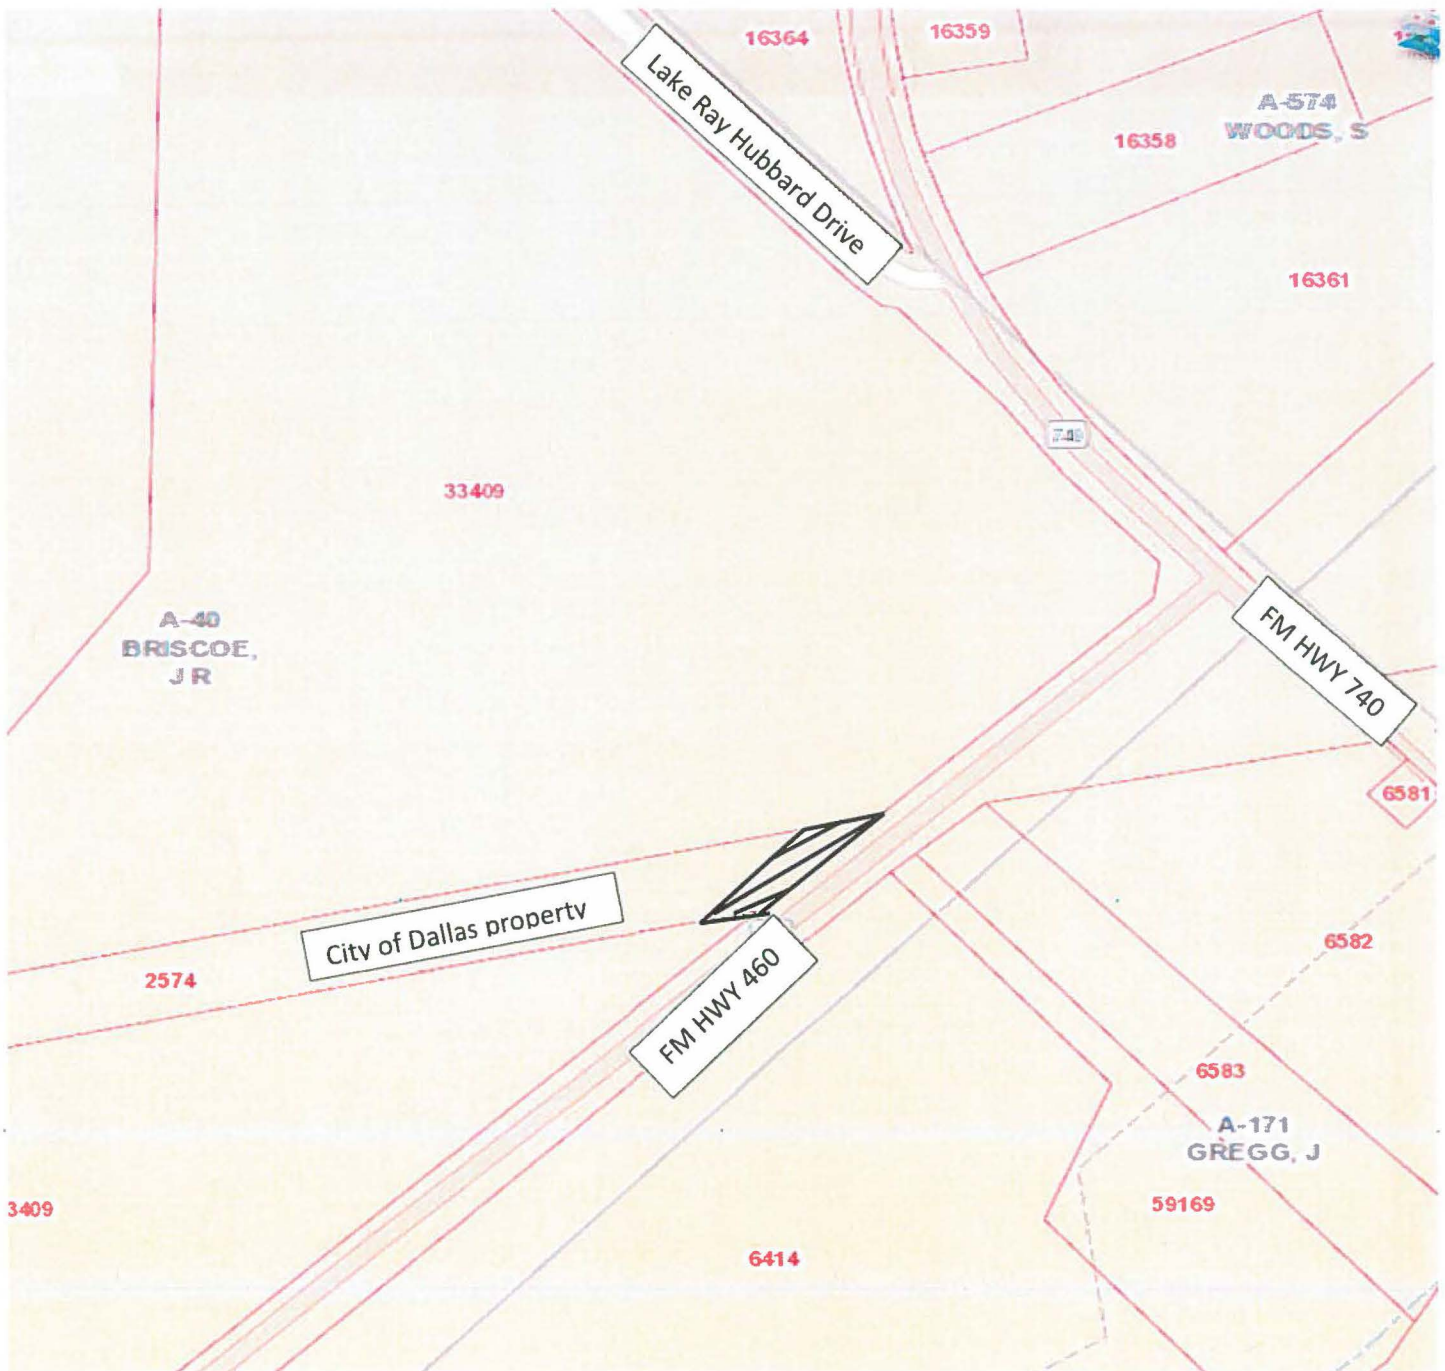 16364
16359
A-574
WOODS, S
16358
Lake Ray Hubbard Drive
16361
740
33409
A-40
BRISCOE,
J R
FM HWY 740
6581
City of Dallas property
6582
2574
FM HWY 460
6583
A-171
GREGG, J
59169
3409
6414